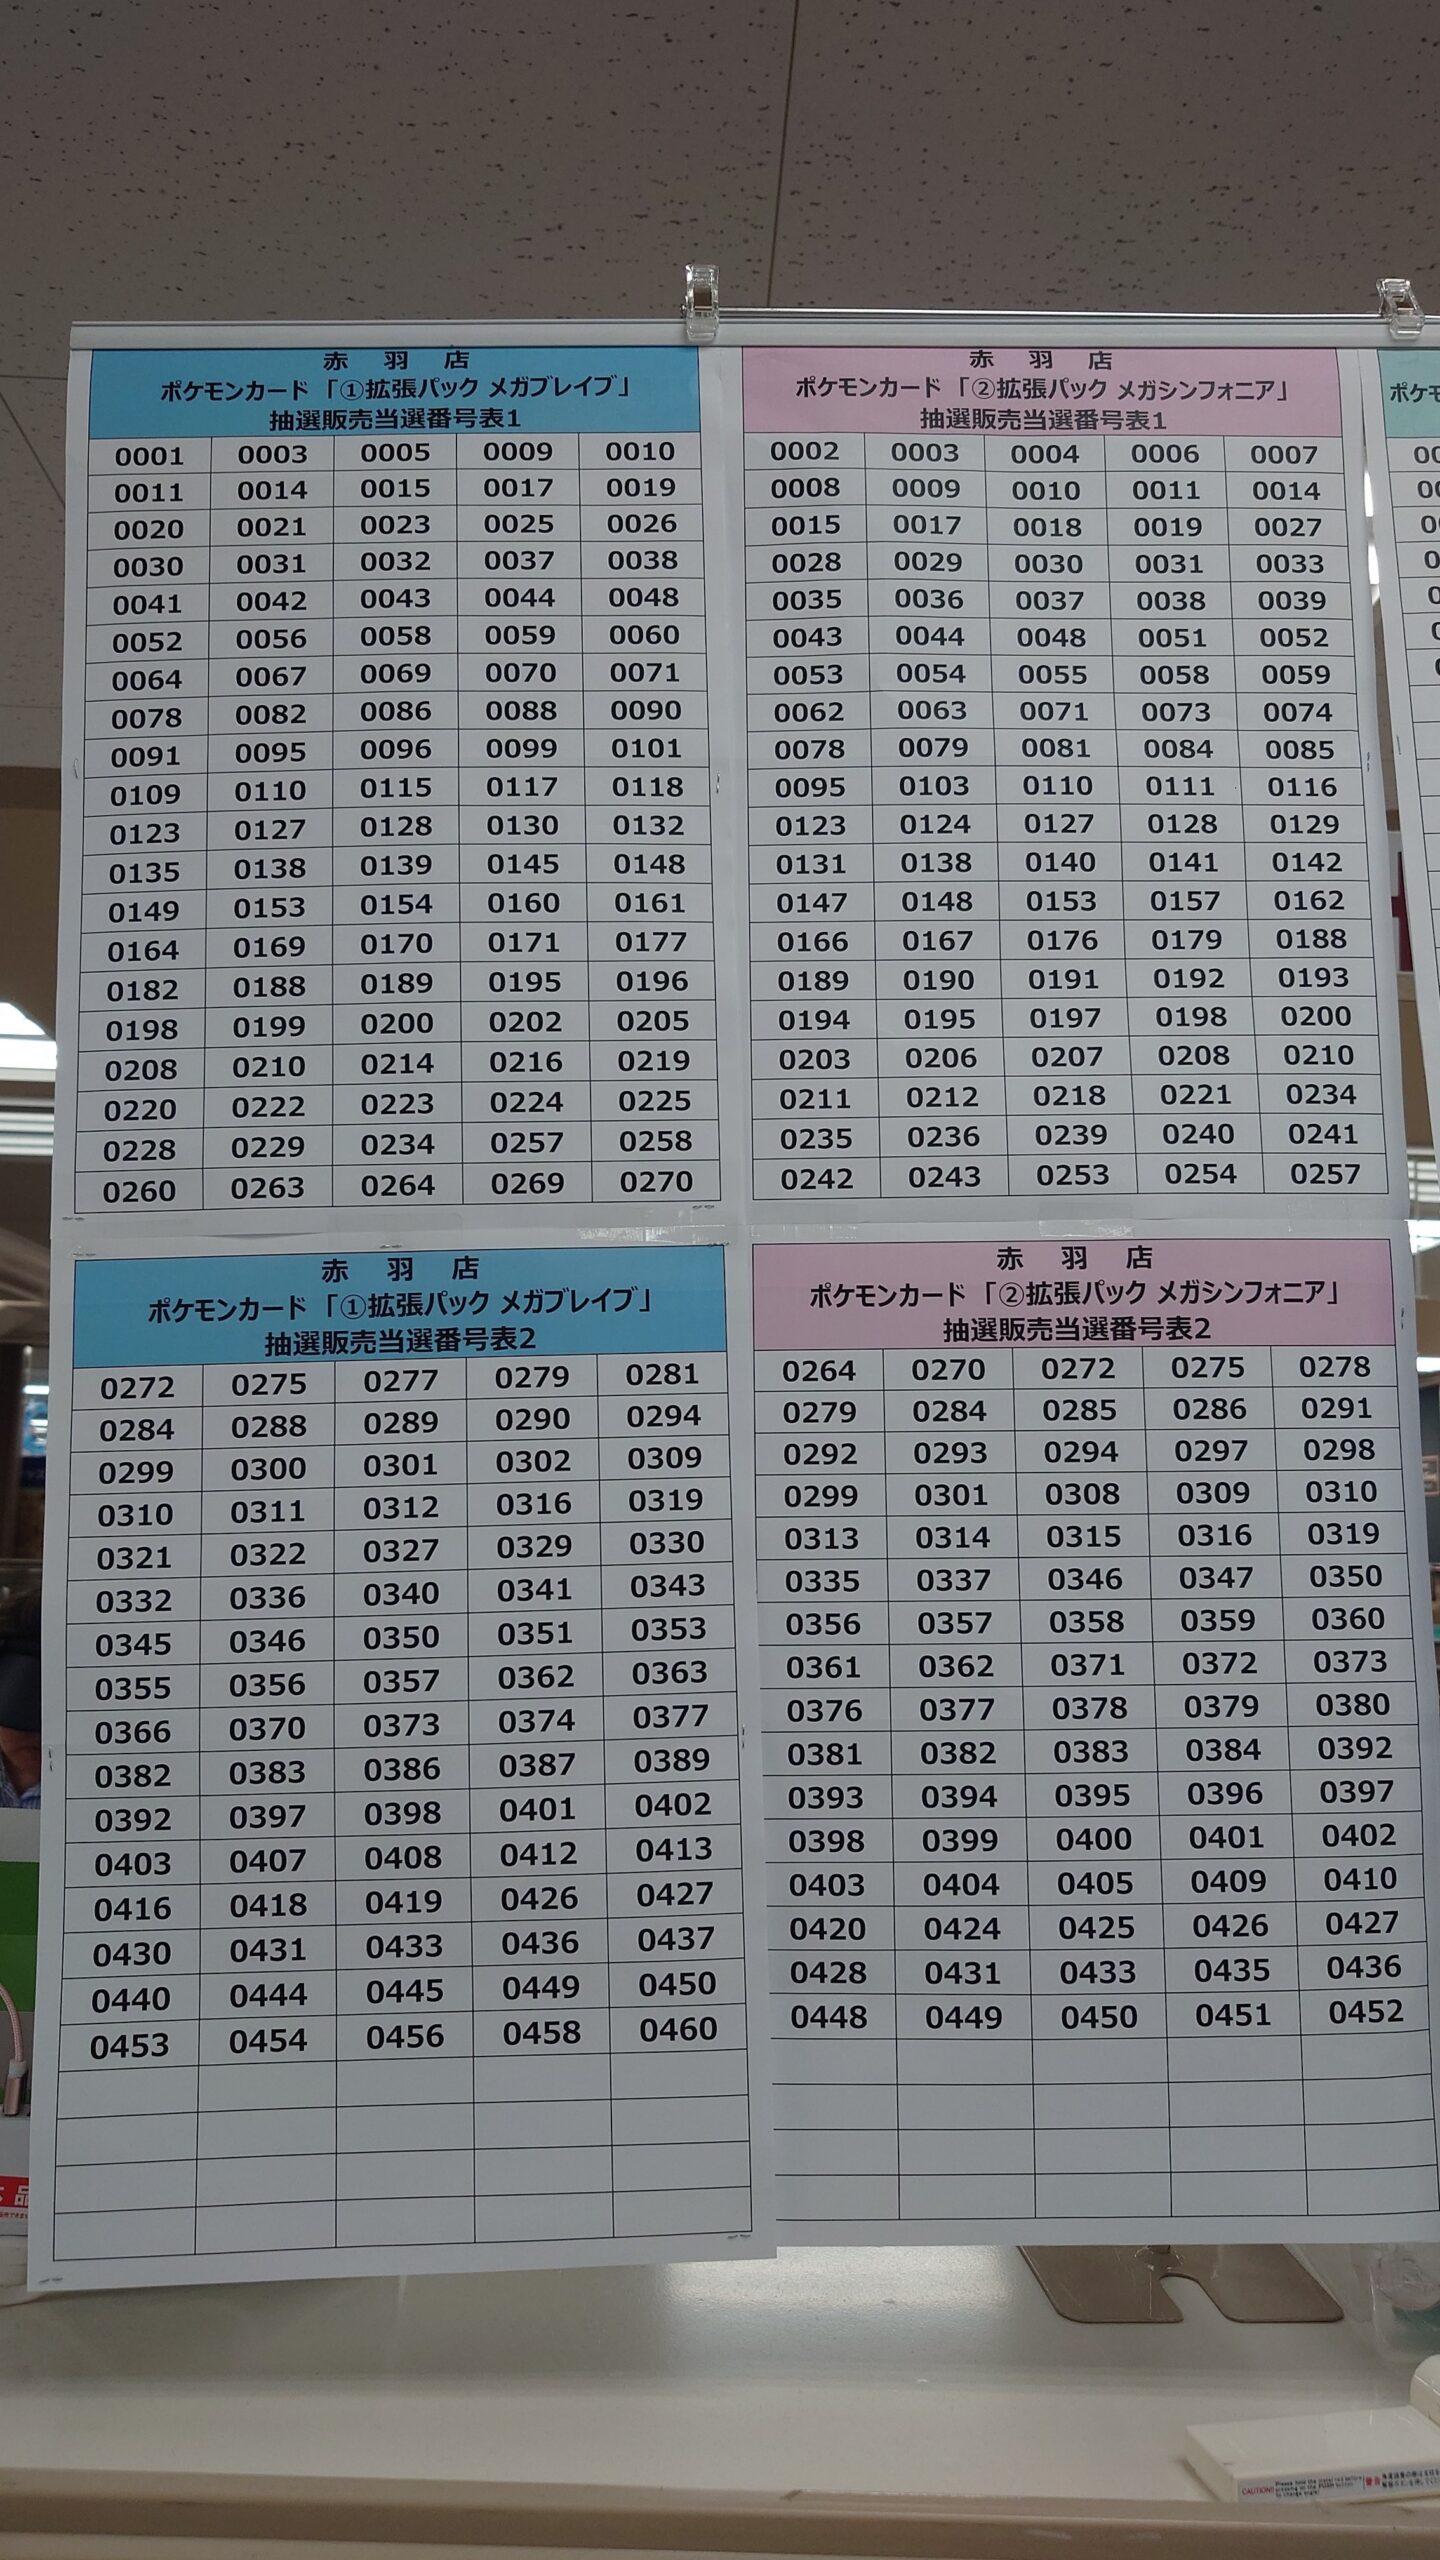 赤 羽 店
ポケモンカード「①拡張パック メガブレイブ」
抽選販売当選番号表1
0001 0003 0005 0009 0010
0011 0014 0015 0017 0019
0020 0021 0023 0025 0026
0030 0031 0032 0037 0038
0041 0042 0043 0044 0048
0052 0056 0058 0059 0060
0064 0067 0069 0070 0071
0078 0082 0086 0088 0090
0091 0095 0096 0099 0101
0109 0110 0115 0117 0118
0123 0127 0128 0130 0132
0135 0138 0139 0145 0148
0149 0153 0154 0160 0161
0164 0169 0170 0171 0177
0182 0188 0189 0195 0196
0198 0199 0200 0202 0205
0208 0210 0214 0216 0219
0220 0222 0223 0224 0225
0228 0229 0234 0257 0258
0260 0263 0264 0269 0270
赤 羽 店
ポケモンカード「②拡張パック メガシンフォニア」
抽選販売当選番号表1
0002 0003 0004 0006 0007
0008 0009 0010 0011 0014
0015 0017 0018 0019 0027
0028 0029 0030 0031 0033
0035 0036 0037 0038 0039
0043 0044 0048 0051 0052
0053 0054 0055 0058 0059
0062 0063 0071 0073 0074
0078 0079 0081 0084 0085
0095 0103 0110 0111 0116
0123 0124 0127 0128 0129
0131 0138 0140 0141 0142
0147 0148 0153 0157 0162
0166 0167 0176 0179 0188
0189 0190 0191 0192 0193
0194 0195 0197 0198 0200
0203 0206 0207 0208 0210
0211 0212 0218 0221 0234
0235 0236 0239 0240 0241
0242 0243 0253 0254 0257
赤 羽 店
ポケモンカード「①拡張パック メガブレイブ」
抽選販売当選番号表2
0272 0275 0277 0279 0281
0284 0288 0289 0290 0294
0299 0300 0301 0302 0309
0310 0311 0312 0316 0319
0321 0322 0327 0329 0330
0332 0336 0340 0341 0343
0345 0346 0350 0351 0353
0355 0356 0357 0362 0363
0366 0370 0373 0374 0377
0382 0383 0386 0387 0389
0392 0397 0398 0401 0402
0403 0407 0408 0412 0413
0416 0418 0419 0426 0427
0430 0431 0433 0436 0437
0440 0444 0445 0449 0450
0453 0454 0456 0458 0460
赤 羽 店
ポケモンカード「②拡張パック メガシンフォニア」
抽選販売当選番号表2
0264 0270 0272 0275 0278
0279 0284 0285 0286 0291
0292 0293 0294 0297 0298
0299 0301 0308 0309 0310
0313 0314 0315 0316 0319
0335 0337 0346 0347 0350
0356 0357 0358 0359 0360
0361 0362 0371 0372 0373
0376 0377 0378 0379 0380
0381 0382 0383 0384 0392
0393 0394 0395 0396 0397
0398 0399 0400 0401 0402
0403 0404 0405 0409 0410
0420 0424 0425 0426 0427
0428 0431 0433 0435 0436
0448 0449 0450 0451 0452
ポケモ
CAUTION!!